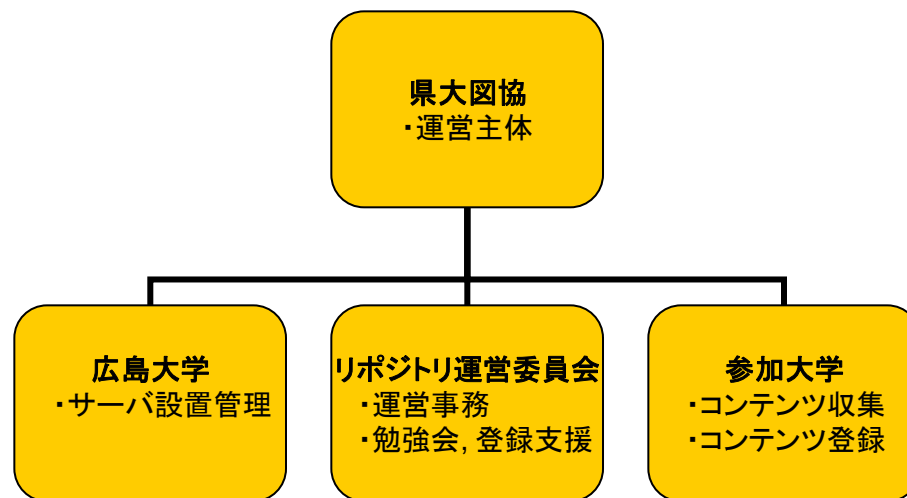 県大図協
・運営主体
広島大学
・サーバ設置管理
リポジトリ運営委員会
・運営事務
・勉強会, 登録支援
参加大学
・コンテンツ収集
・コンテンツ登録